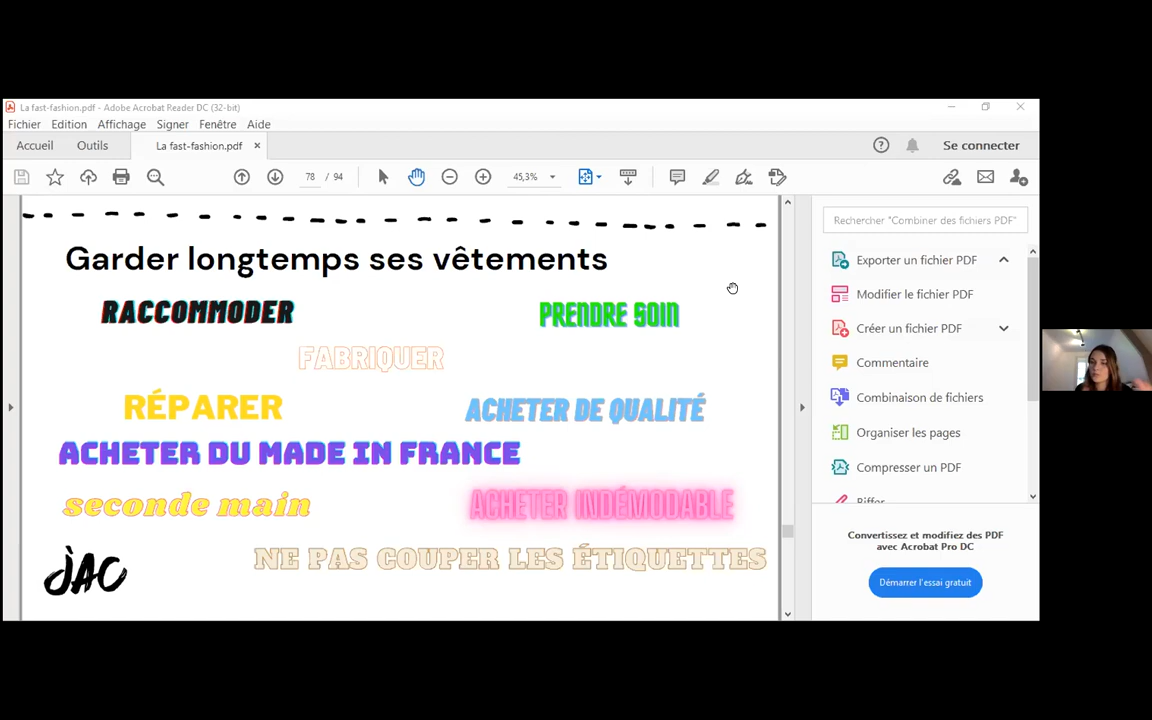 La fast-fashion.pdf - Adobe Acrobat Reader DC (32-bit)
Fichier Edition Affichage Signer Fenêtre Aide
Accueil Outils La fast-fashion.pdf × Se connecter
78 / 94 45,3%
Garder longtemps ses vêtements
RACCOMMODER PRENDRE SOIN
FABRIQUER
RÉPARER ACHETER DE QUALITÉ
ACHETER DU MADE IN FRANCE
seconde main ACHETER INDÉMODABLE
NE PAS COUPER LES ÉTIQUETTES
Rechercher "Combiner des fichiers PDF"
Exporter un fichier PDF
Modifier le fichier PDF
Créer un fichier PDF
Commentaire
Combinaison de fichiers
Organiser les pages
Compresser un PDF
Biffer
Convertissez et modifiez des PDF
avec Acrobat Pro DC
Démarrer l'essai gratuit